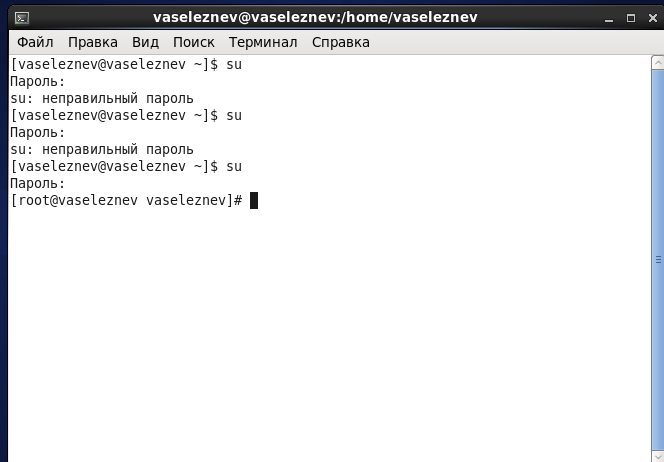 vaseleznev@vaseleznev:/home/vaseleznev
Файл Правка Вид Поиск Терминал Справка
[vaseleznev@vaseleznev ~]$ su
Пароль:
su: неправильный пароль
[vaseleznev@vaseleznev ~]$ su
Пароль:
su: неправильный пароль
[vaseleznev@vaseleznev ~]$ su
Пароль:
[root@vaseleznev vaseleznev]#